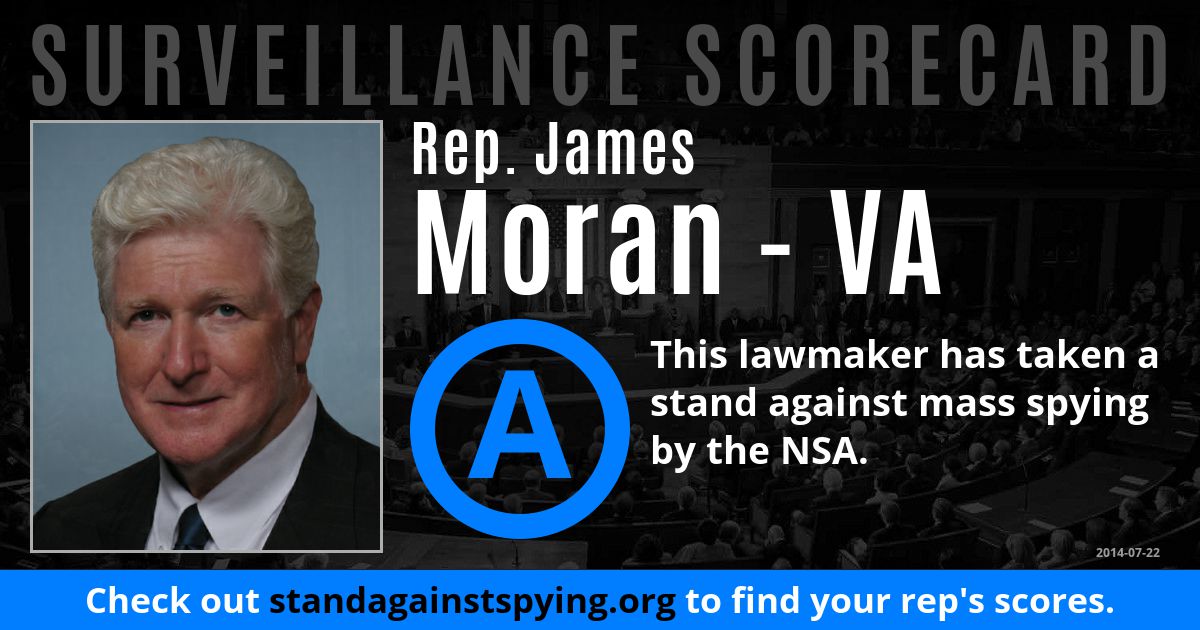 SURVEILLANCE SCORECARD
Rep. James
Moran - VA
A
This lawmaker has taken a
stand against mass spying
by the NSA.
2014-07-22
Check out standagainstspying.org to find your rep's scores.